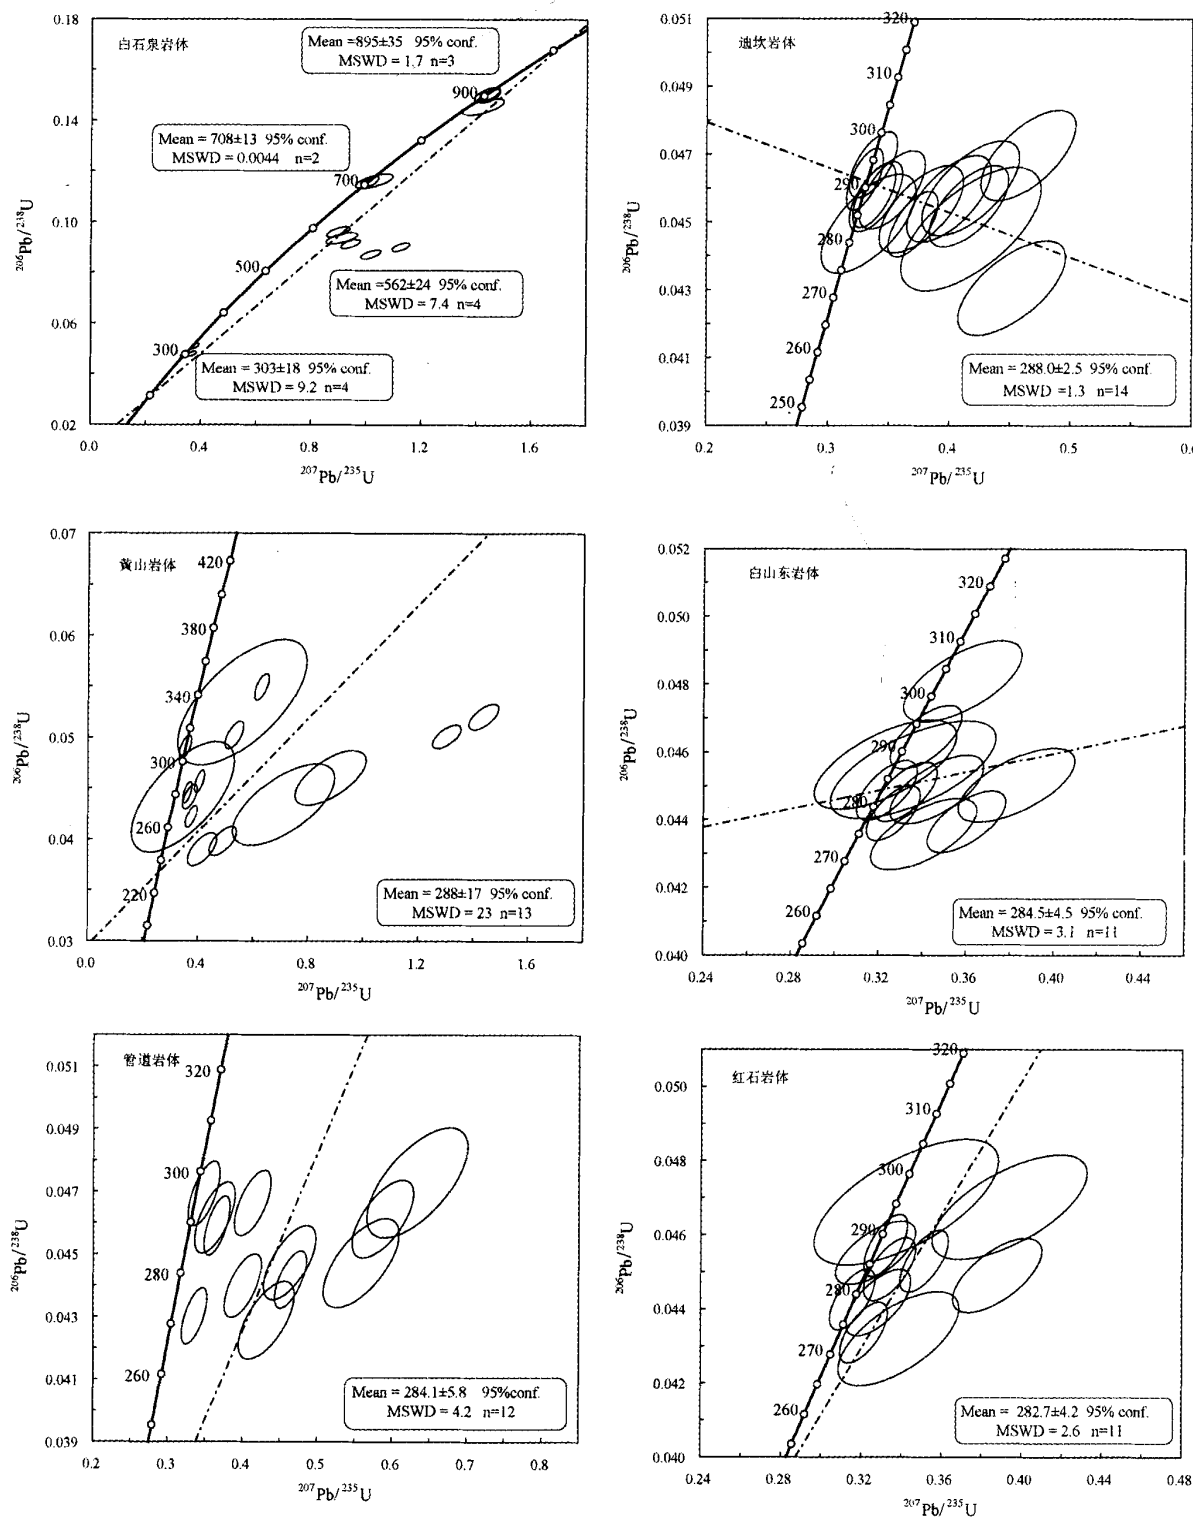 白石泉岩体
Mean =895±35 95% conf.
MSWD = 1.7 n=3
Mean = 708±13 95% conf.
MSWD = 0.0044 n=2
Mean =562±24 95% conf.
MSWD = 7.4 n=4
Mean = 303±18 95% conf.
MSWD = 9.2 n=4
900
700
500
300
0.18
0.14
0.10
0.06
0.02
0.0 0.4 0.8 1.2 1.6
²⁰⁶Pb/²³⁸U
²⁰⁷Pb/²³⁵U
迪坎岩体
320
310
300
290
280
270
260
250
Mean = 288.0±2.5 95% conf.
MSWD =1.3 n=14
0.051
0.049
0.047
0.045
0.043
0.041
0.039
0.2 0.3 0.4 0.5 0.6
²⁰⁶Pb/²³⁸U
²⁰⁷Pb/²³⁵U
黄山岩体
420
380
340
300
260
220
Mean = 288±17 95% conf.
MSWD = 23 n=13
0.07
0.06
0.05
0.04
0.03
0.0 0.4 0.8 1.2 1.6
²⁰⁶Pb/²³⁸U
²⁰⁷Pb/²³⁵U
白山东岩体
320
310
300
290
280
270
260
Mean = 284.5±4.5 95% conf.
MSWD = 3.1 n=11
0.052
0.050
0.048
0.046
0.044
0.042
0.040
0.24 0.28 0.32 0.36 0.40 0.44
²⁰⁶Pb/²³⁸U
²⁰⁷Pb/²³⁵U
管道岩体
320
300
280
260
Mean = 284.1±5.8 95%conf.
MSWD = 4.2 n=12
0.051
0.049
0.047
0.045
0.043
0.041
0.039
0.2 0.3 0.4 0.5 0.6 0.7 0.8
²⁰⁶Pb/²³⁸U
²⁰⁷Pb/²³⁵U
红石岩体
320
310
300
290
280
270
260
Mean = 282.7±4.2 95% conf.
MSWD = 2.6 n=11
0.050
0.048
0.046
0.044
0.042
0.040
0.24 0.28 0.32 0.36 0.40 0.44 0.48
²⁰⁶Pb/²³⁸U
²⁰⁷Pb/²³⁵U